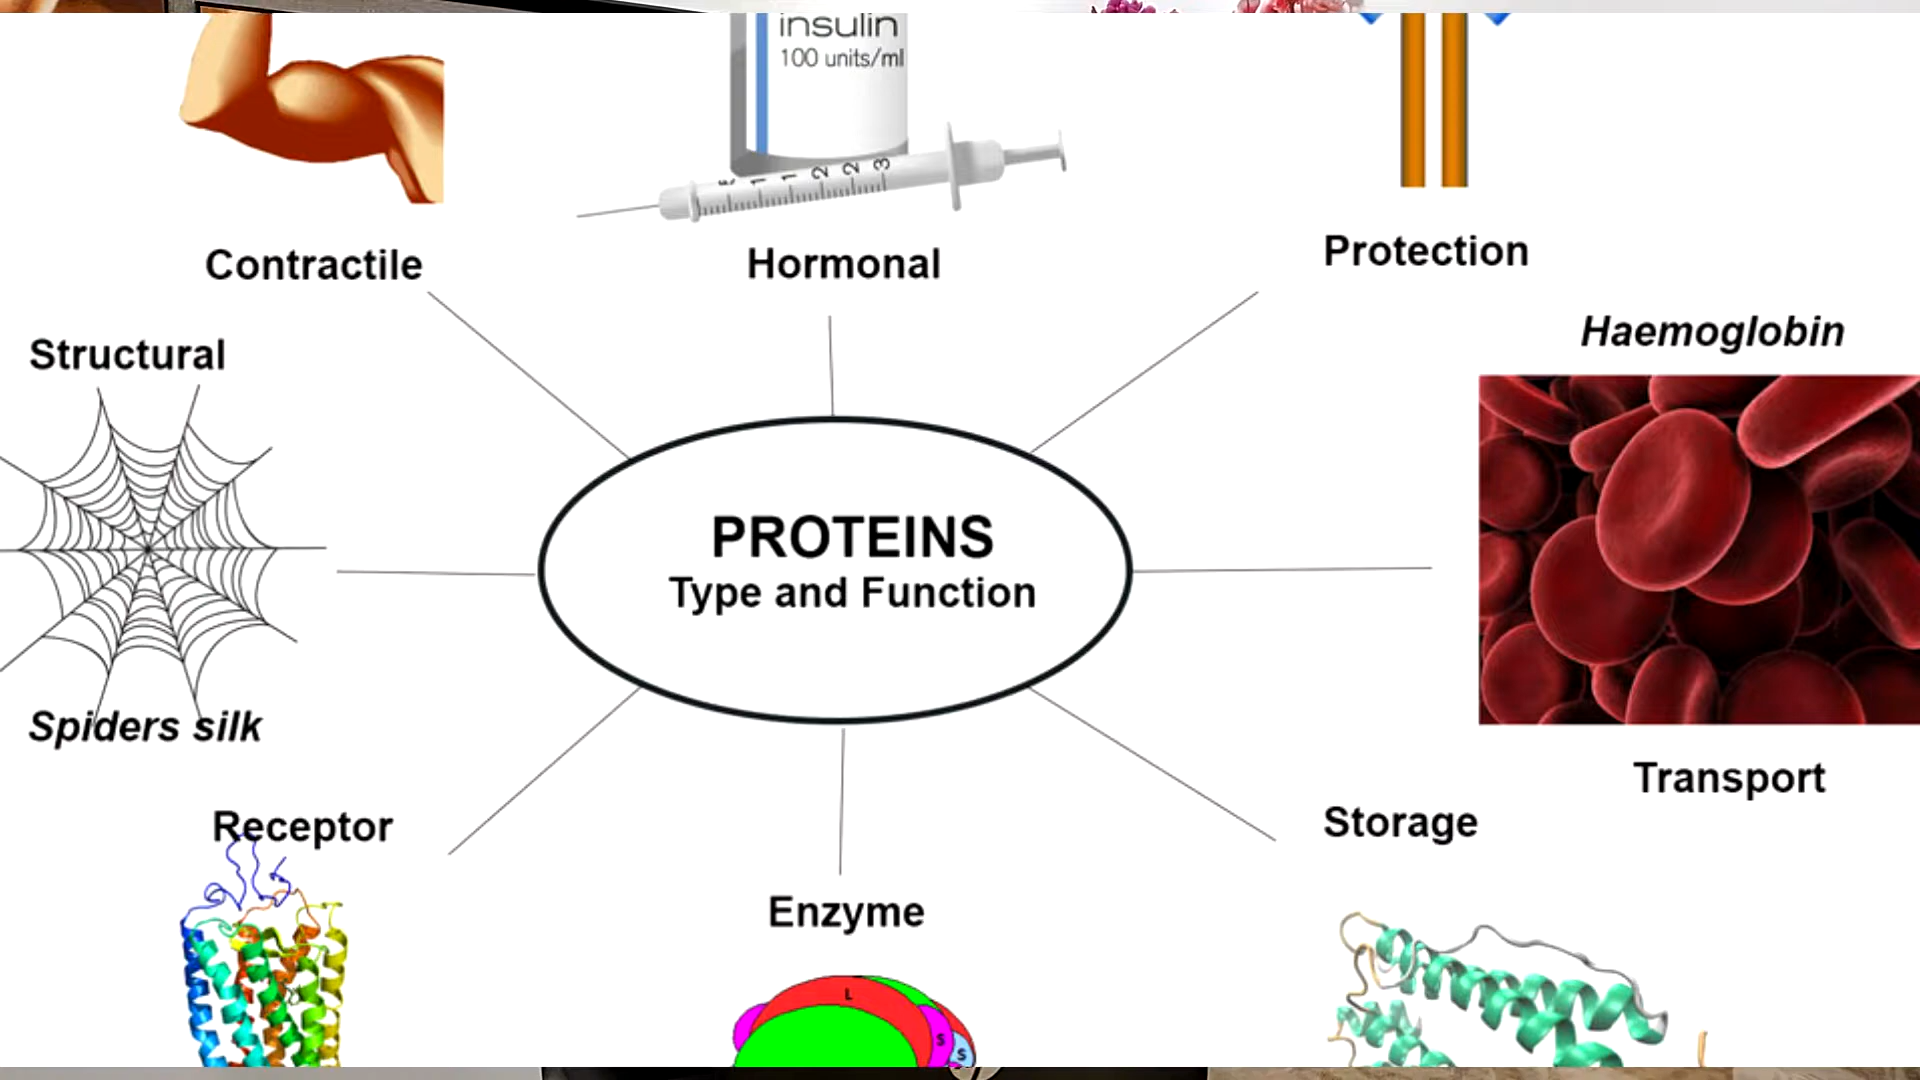 insulin
100 units/ml
Contractile
Hormonal
Protection
Structural
Haemoglobin
PROTEINS
Type and Function
Spiders silk
Transport
Receptor
Storage
Enzyme
L
S
S